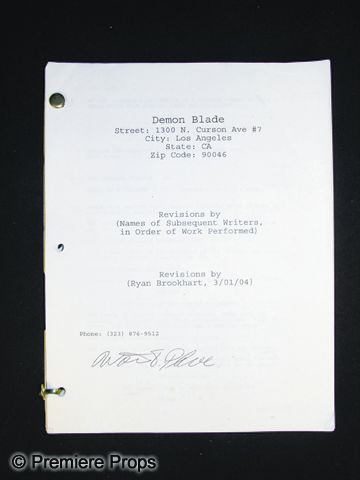 Demon Blade
Street: 1300 N. Curson Ave #7
City: Los Angeles
State: CA
Zip Code: 90046
Revisions by
(Names of Subsequent Writers,
in Order of Work Performed)
Revisions by
(Ryan Brookhart, 3/01/04)
Phone: (323) 876-9512
© Premiere Props